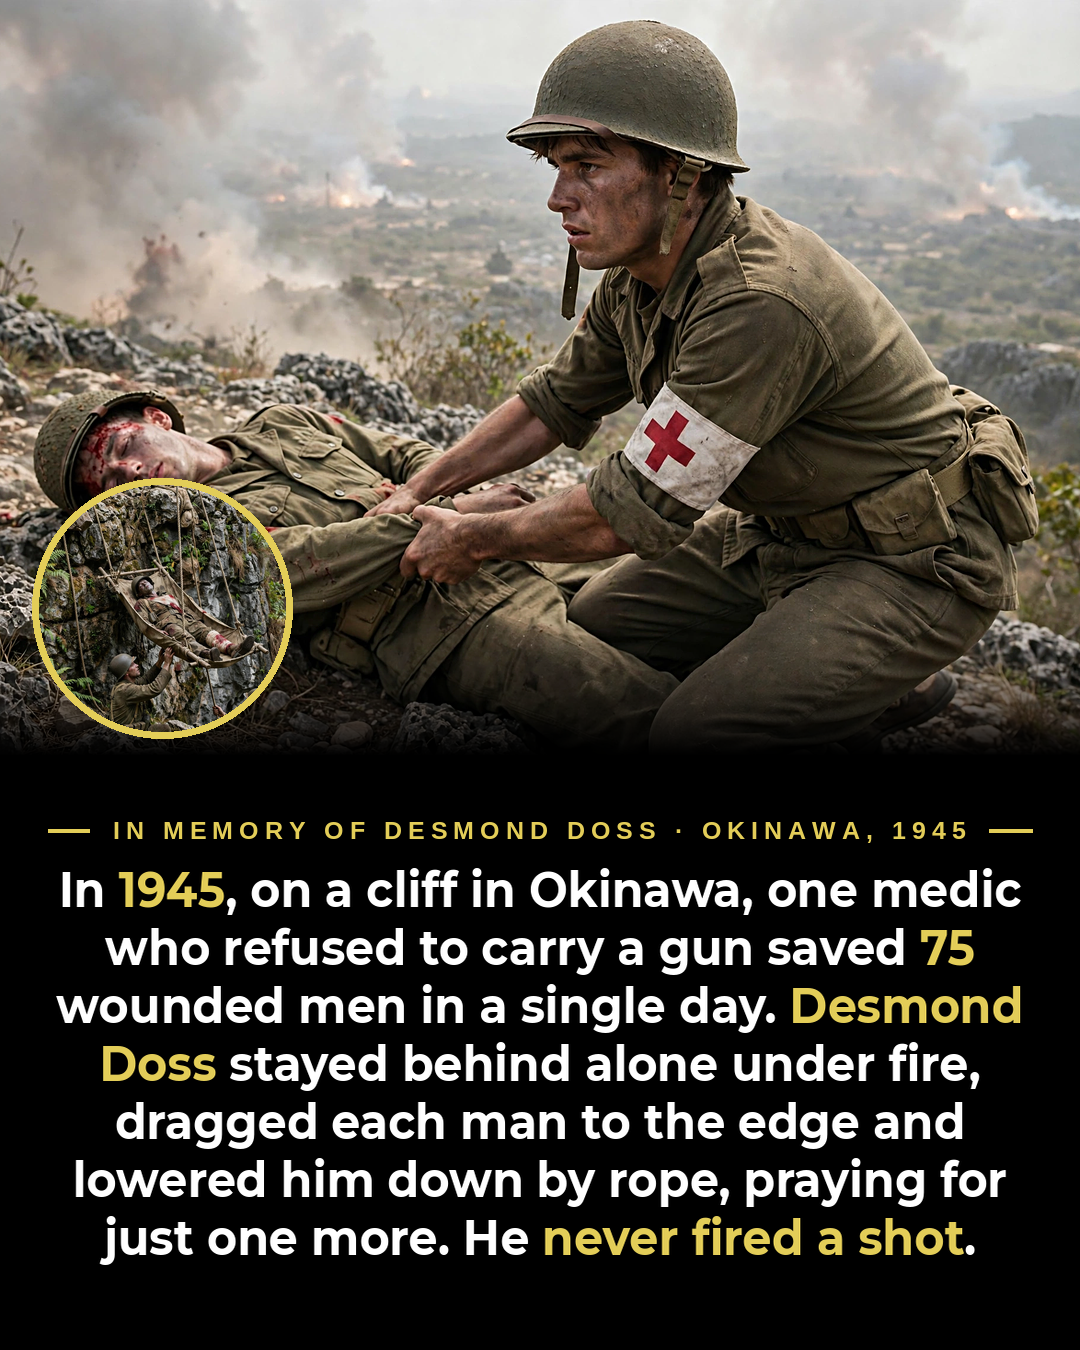 IN MEMORY OF DESMOND DOSS · OKINAWA, 1945
In 1945, on a cliff in Okinawa, one medic
who refused to carry a gun saved 75
wounded men in a single day. Desmond
Doss stayed behind alone under fire,
dragged each man to the edge and
lowered him down by rope, praying for
just one more. He never fired a shot.